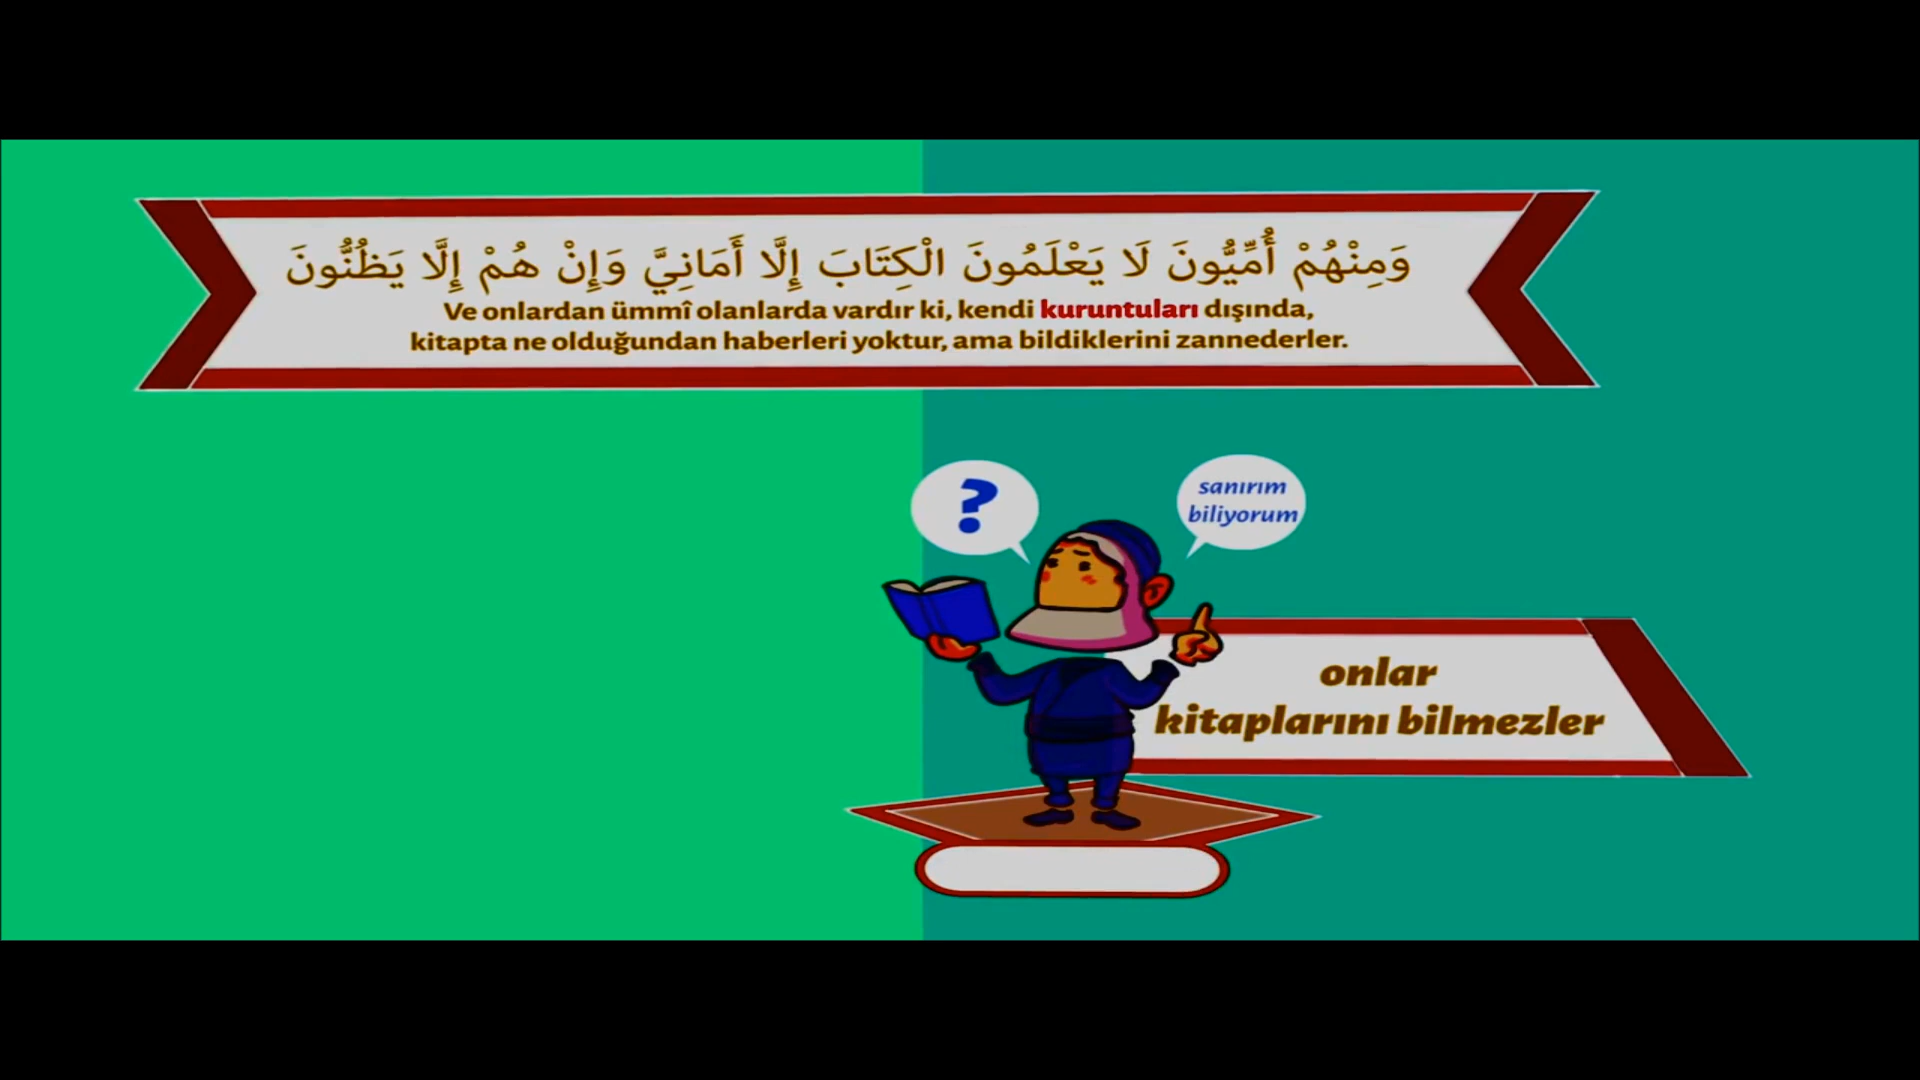 وَمِنْهُمْ أُمِّيُّونَ لَا يَعْلَمُونَ الْكِتَابَ إِلَّا أَمَانِيَّ وَإِنْ هُمْ إِلَّا يَظُنُّونَ
Ve onlardan ümmî olanlarda vardır ki, kendi kuruntuları dışında,
kitapta ne olduğundan haberleri yoktur, ama bildiklerini zannederler.
?
sanırım
biliyorum
onlar
kitaplarını bilmezler